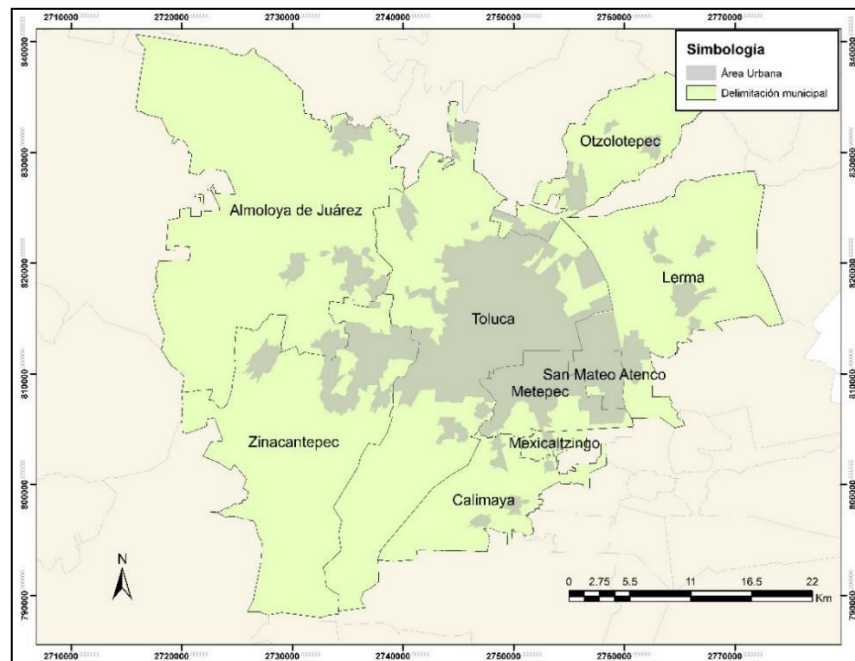 2710000 2720000 2730000 2740000 2750000 2760000 2770000
840000 840000
Simbología
Área Urbana
Delimitación municipal
Otzolotepec
830000 830000
Almoloya de Juárez
820000 820000
Lerma
Toluca
810000 810000
San Mateo Atenco
Metepec
Zinacantepec
Mexicaltzingo
800000 800000
Calimaya
N
0 2.75 5.5 11 16.5 22
Km
790000 790000
2710000 2720000 2730000 2740000 2750000 2760000 2770000